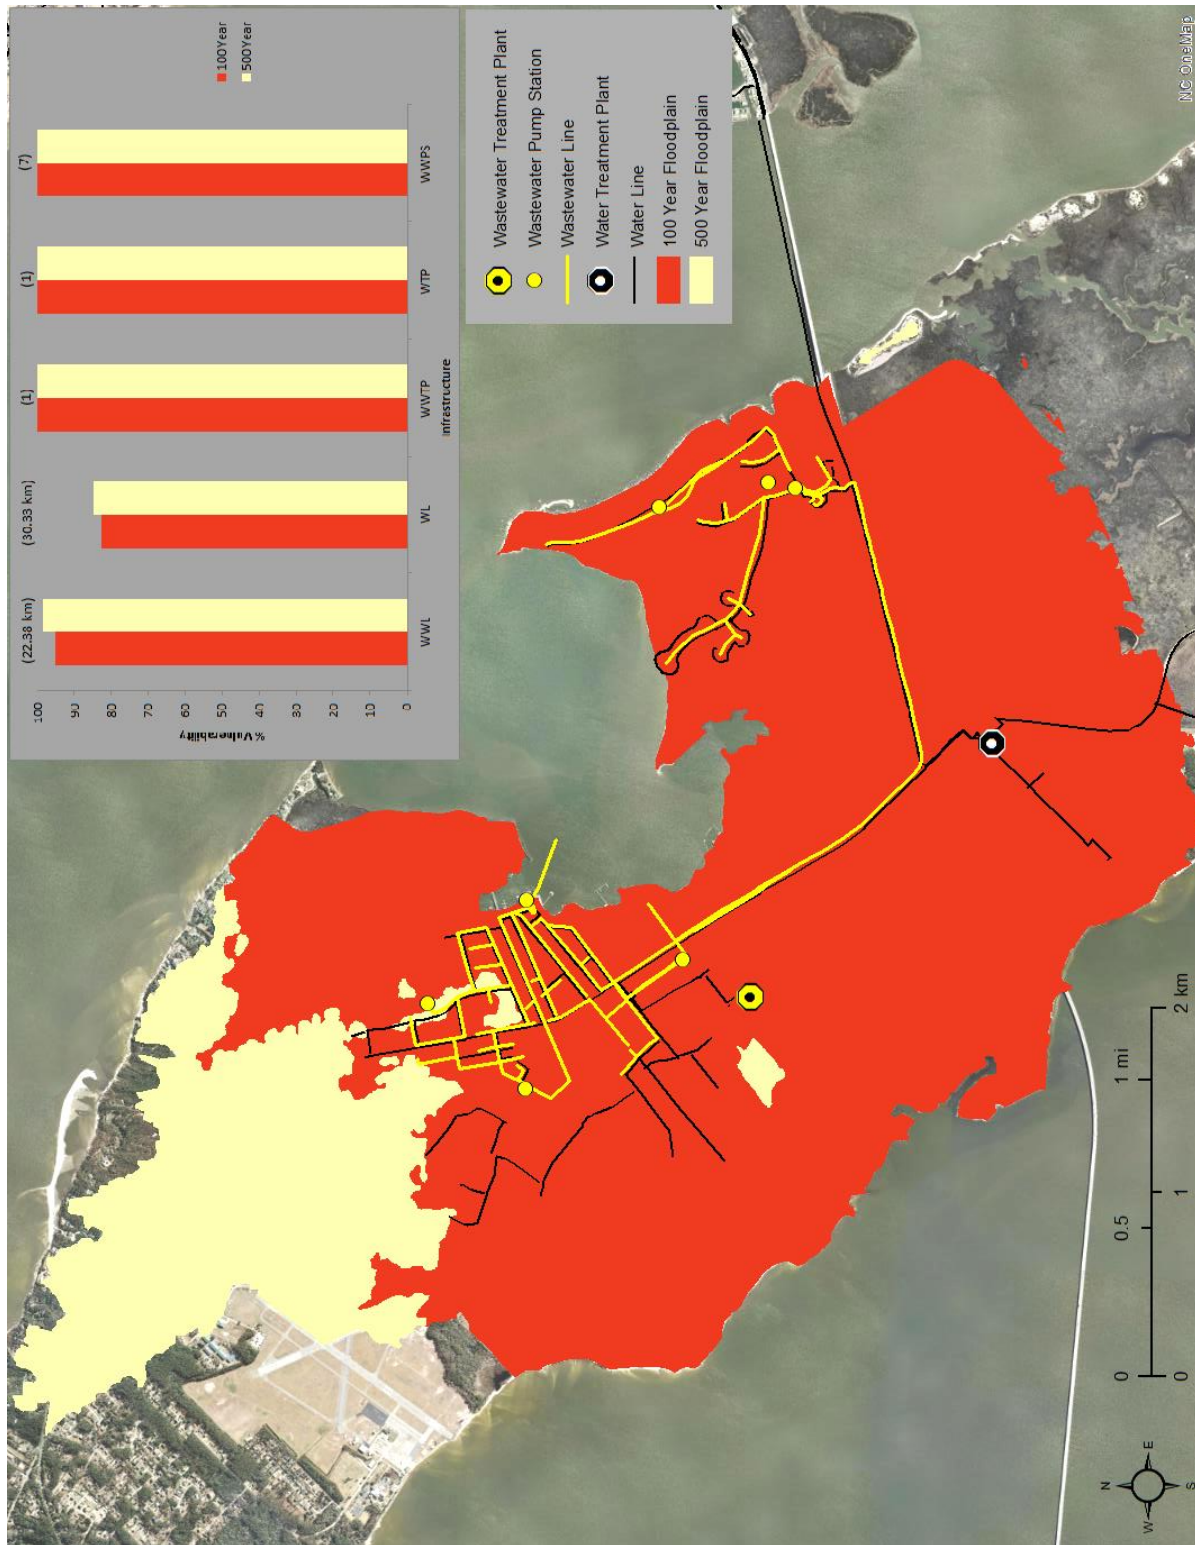 (22.38 km)
(30.33 km)
(1)
(1)
(7)
100
90
80
70
60
50
40
30
20
10
0
% Vulnerability
WWL
WL
WWTP
WTP
WWPS
Infrastructure
100Year
500Year
Wastewater Treatment Plant
Wastewater Pump Station
Wastewater Line
Water Treatment Plant
Water Line
100 Year Floodplain
500 Year Floodplain
N
W
E
S
0
0.5
1 mi
0
1
2 km
NC OneMap